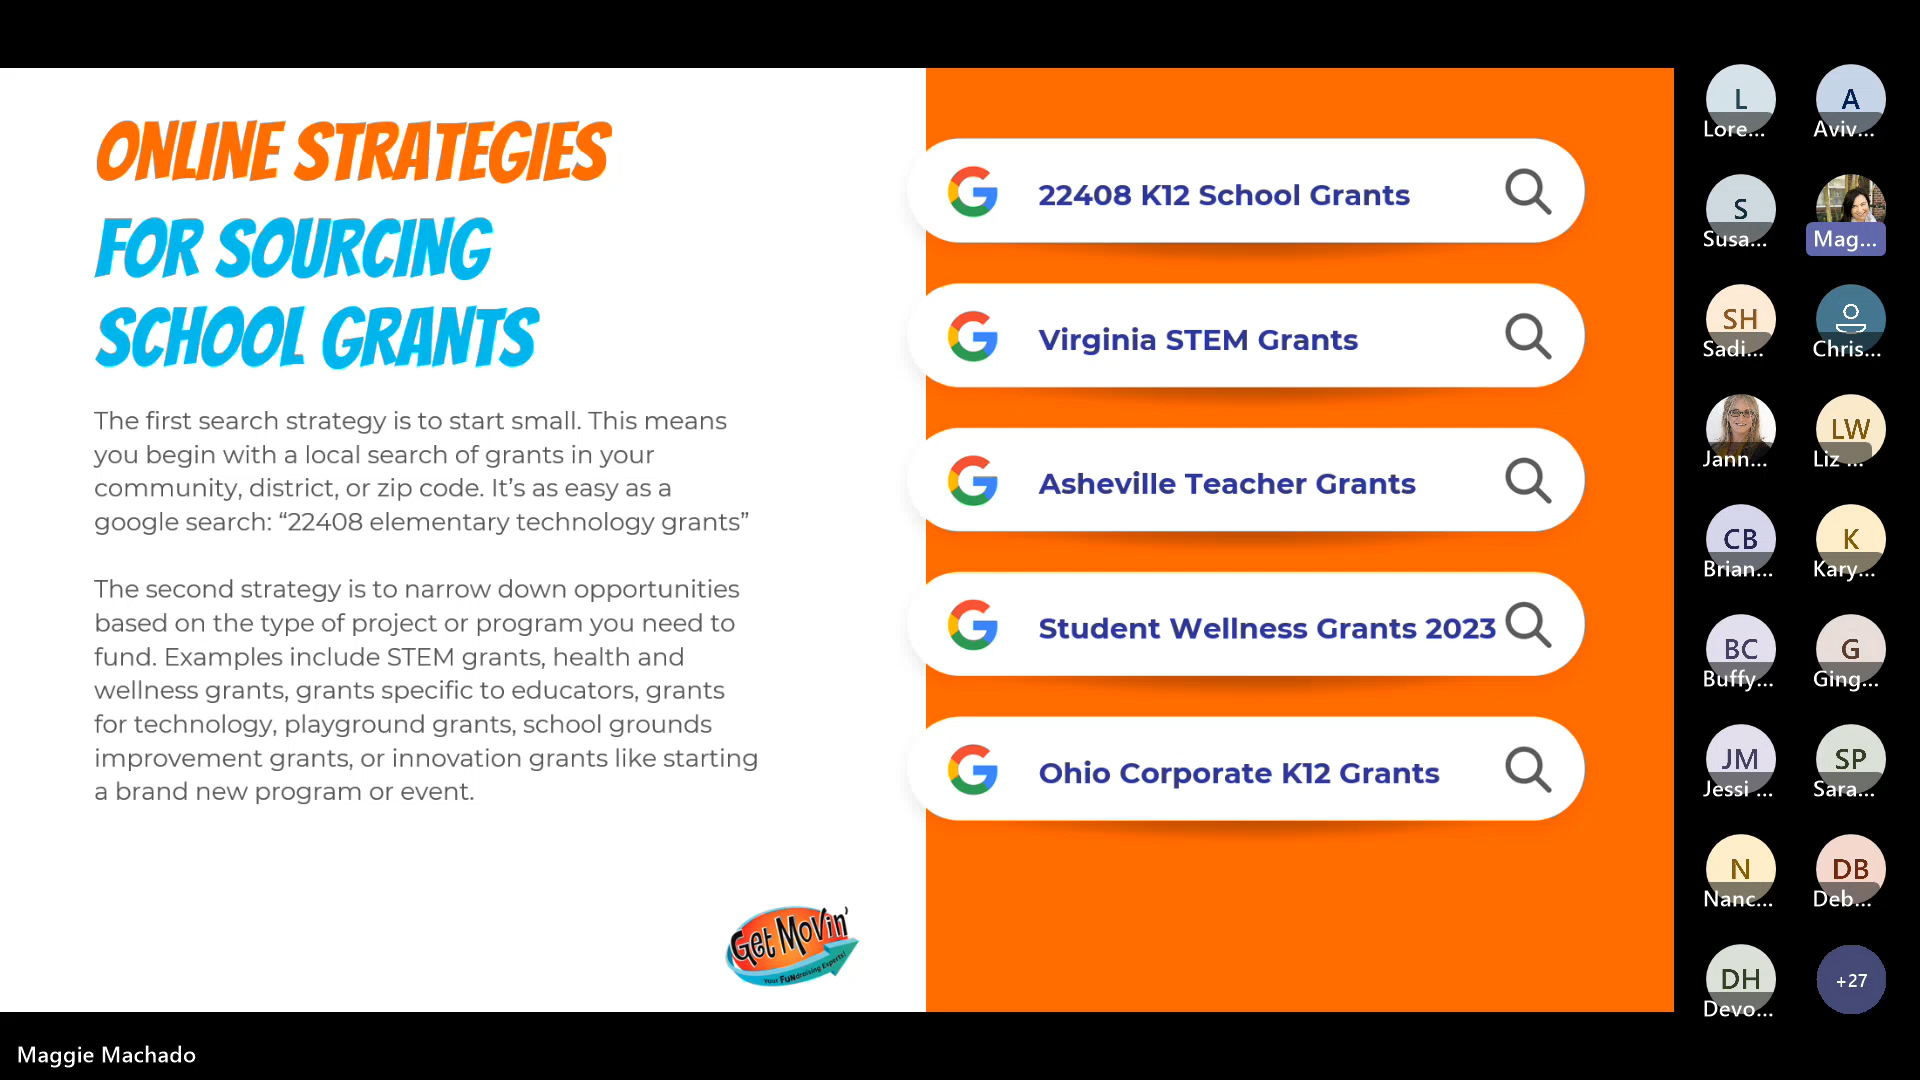 ONLINE STRATEGIES
FOR SOURCING
SCHOOL GRANTS
The first search strategy is to start small. This means
you begin with a local search of grants in your
community, district, or zip code. It’s as easy as a
google search: “22408 elementary technology grants”
The second strategy is to narrow down opportunities
based on the type of project or program you need to
fund. Examples include STEM grants, health and
wellness grants, grants specific to educators, grants
for technology, playground grants, school grounds
improvement grants, or innovation grants like starting
a brand new program or event.
Get Movin'
Your FUNdraising Experts!
22408 K12 School Grants
Virginia STEM Grants
Asheville Teacher Grants
Student Wellness Grants 2023
Ohio Corporate K12 Grants
L
Lore...
A
Aviv...
S
Susa...
Mag...
SH
Sadi...
Chris...
Jann...
LW
Liz ...
CB
Brian...
K
Kary...
BC
Buffy...
G
Ging...
JM
Jessi ...
SP
Sara...
N
Nanc...
DB
Deb...
DH
Devo...
+27
Maggie Machado